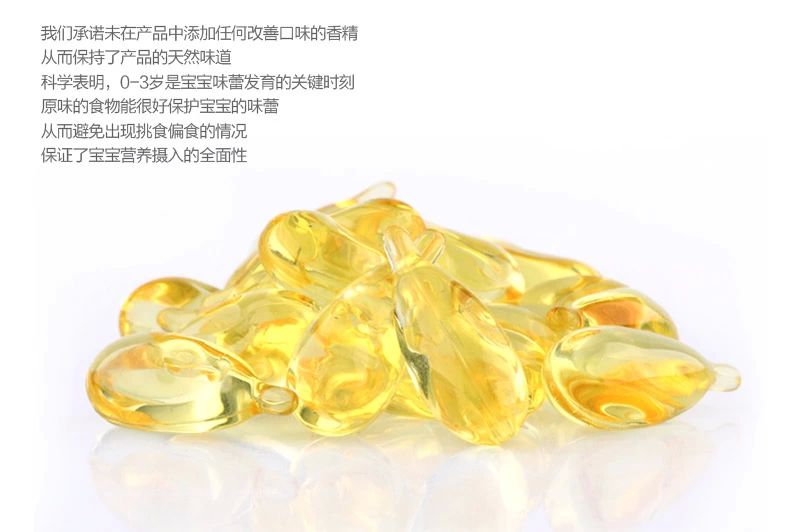 我们承诺未在产品中添加任何改善口味的香精
从而保持了产品的天然味道
科学表明，0-3岁是宝宝味蕾发育的关键时刻
原味的食物能很好保护宝宝的味蕾
从而避免出现挑食偏食的情况
保证了宝宝营养摄入的全面性